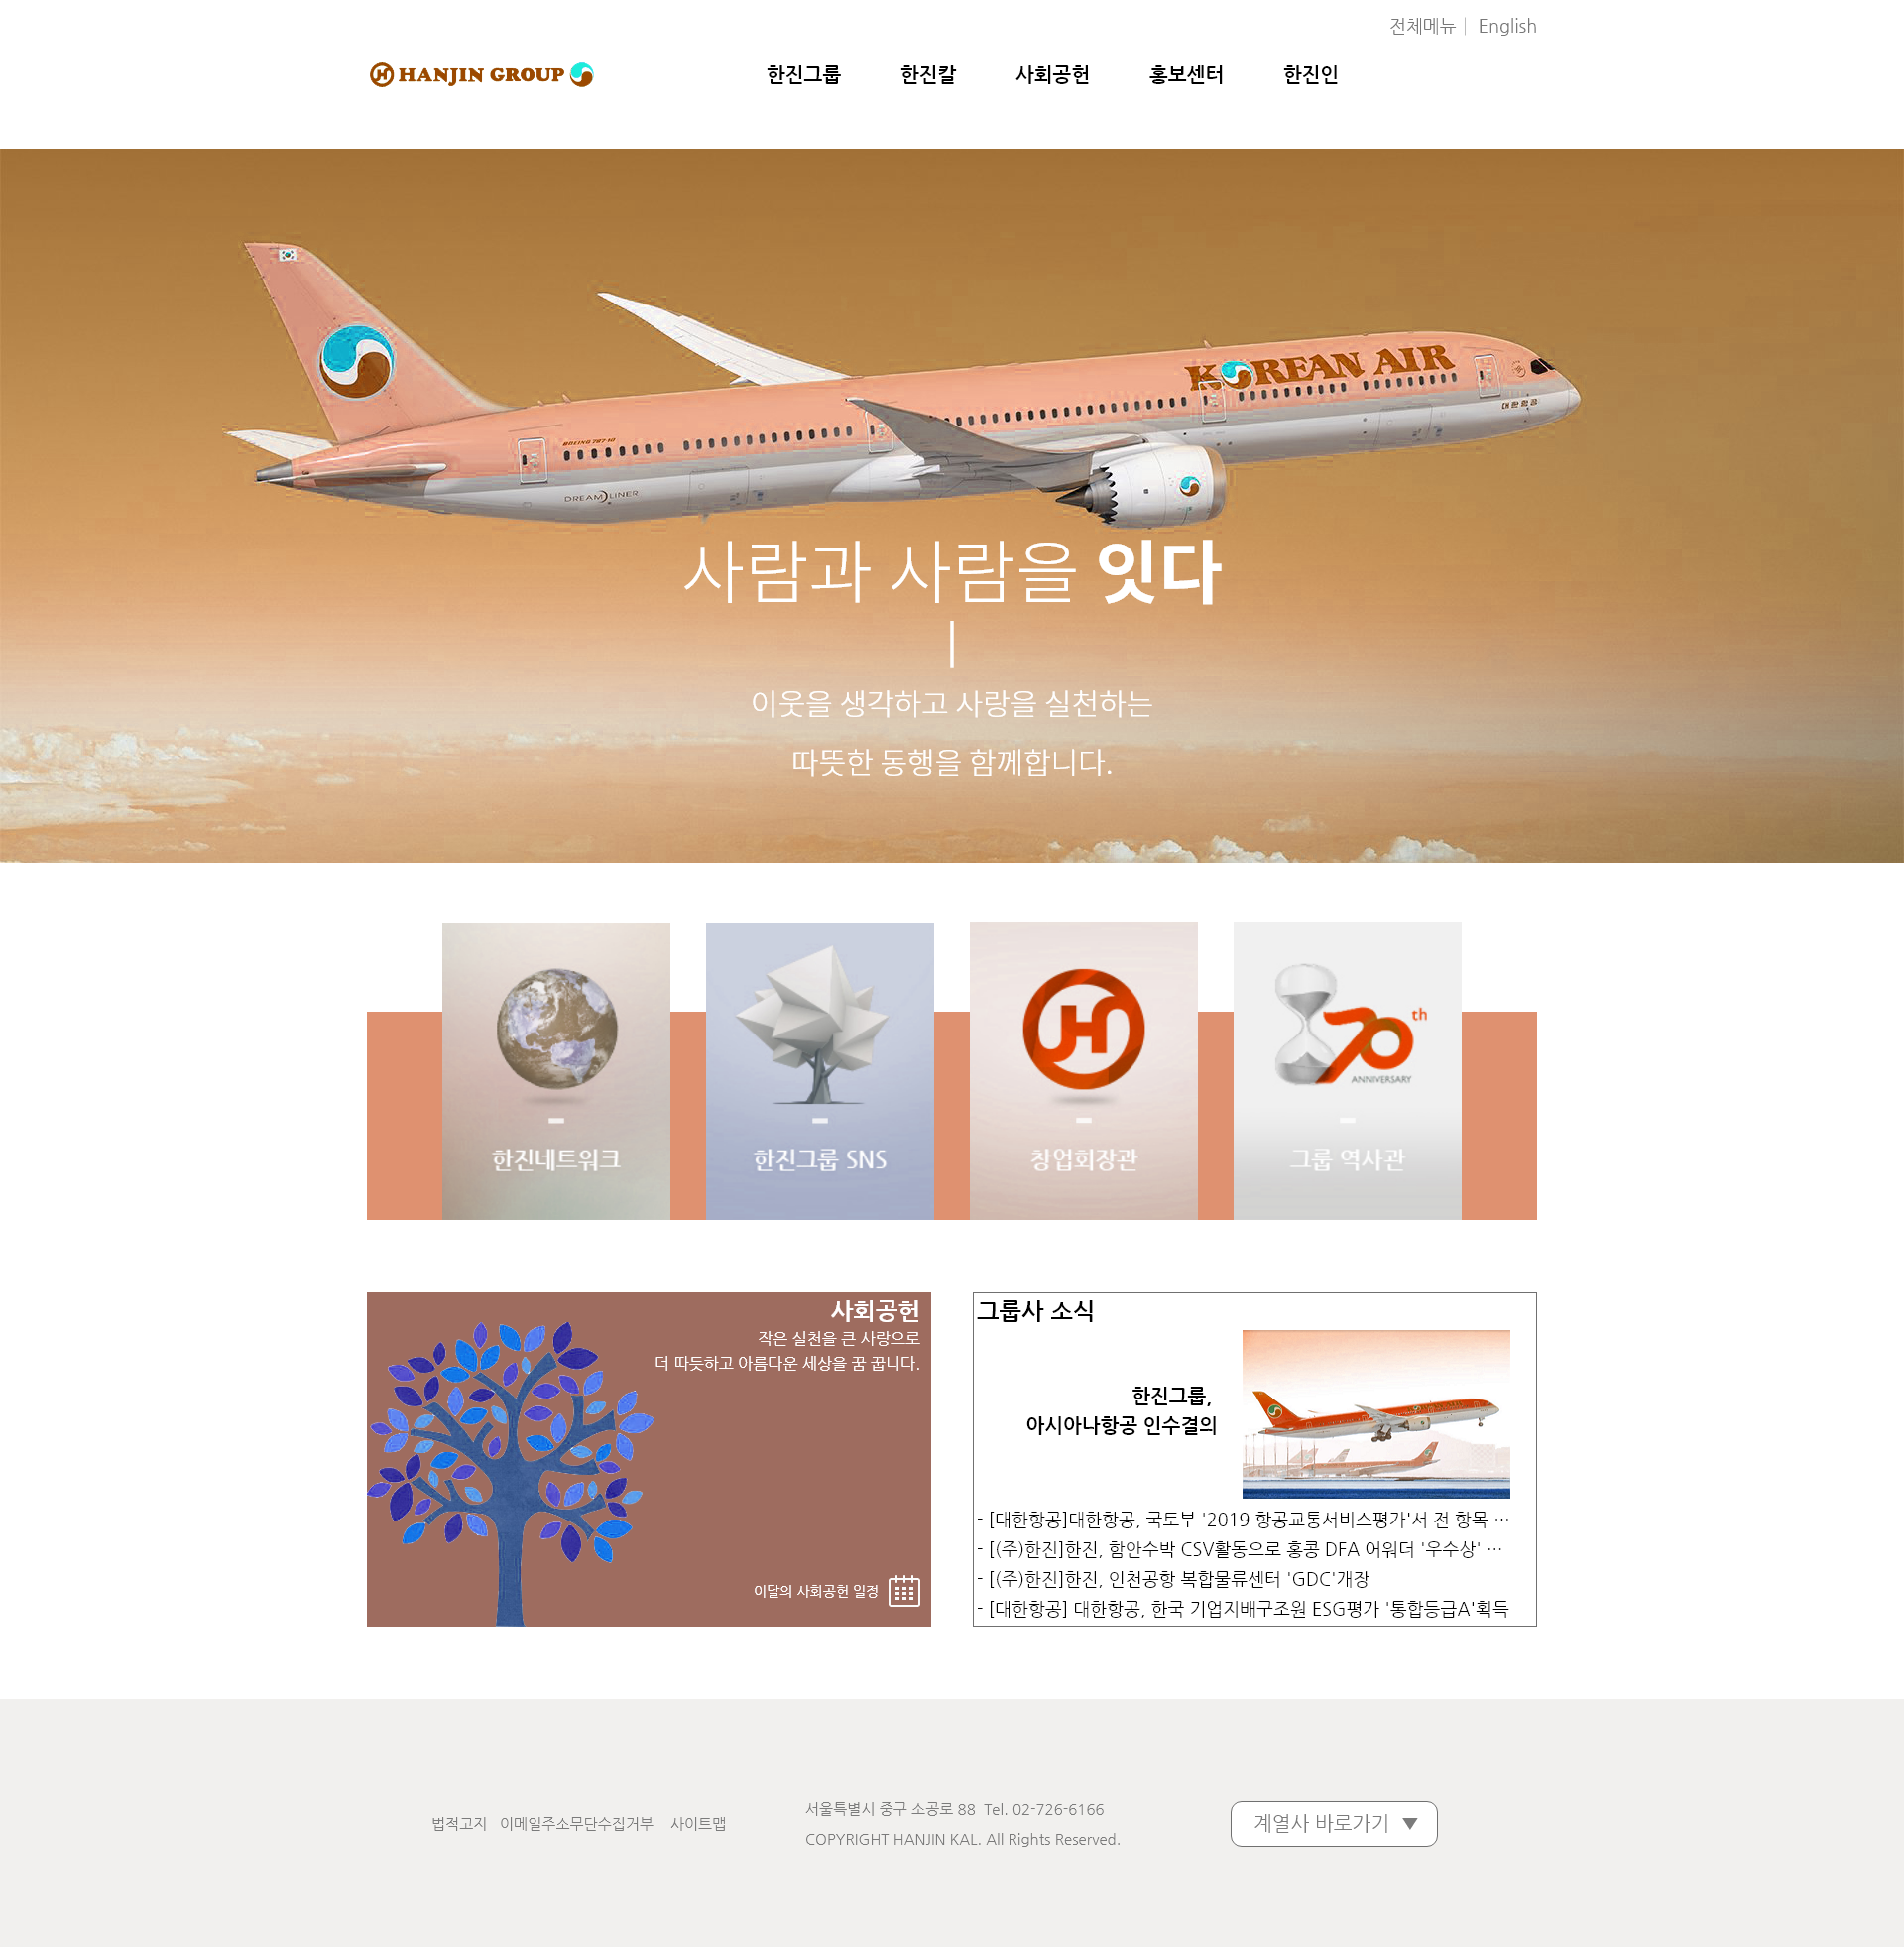 전체메뉴 | English
HANJIN GROUP
한진그룹 한진칼 사회공헌 홍보센터 한진인
KOREAN AIR
대한항공
BOEING 787-10
DREAMLINER
사람과 사람을 잇다
이웃을 생각하고 사랑을 실천하는
따뜻한 동행을 함께합니다.
70th
ANNIVERSARY
한진네트워크
한진그룹 SNS
창업회장관
그룹 역사관
사회공헌
작은 실천을 큰 사랑으로
더 따듯하고 아름다운 세상을 꿈 꿉니다.
이달의 사회공헌 일정
그룹사 소식
한진그룹,
아시아나항공 인수결의
- [대한항공]대한항공, 국토부 '2019 항공교통서비스평가'서 전 항목 …
- [(주)한진]한진, 함안수박 CSV활동으로 홍콩 DFA 어워더 '우수상' …
- [(주)한진]한진, 인천공항 복합물류센터 'GDC'개장
- [대한항공] 대한항공, 한국 기업지배구조원 ESG평가 '통합등급A'획득
법적고지 이메일주소무단수집거부 사이트맵
서울특별시 중구 소공로 88 Tel. 02-726-6166
COPYRIGHT HANJIN KAL. All Rights Reserved.
계열사 바로가기 ▼